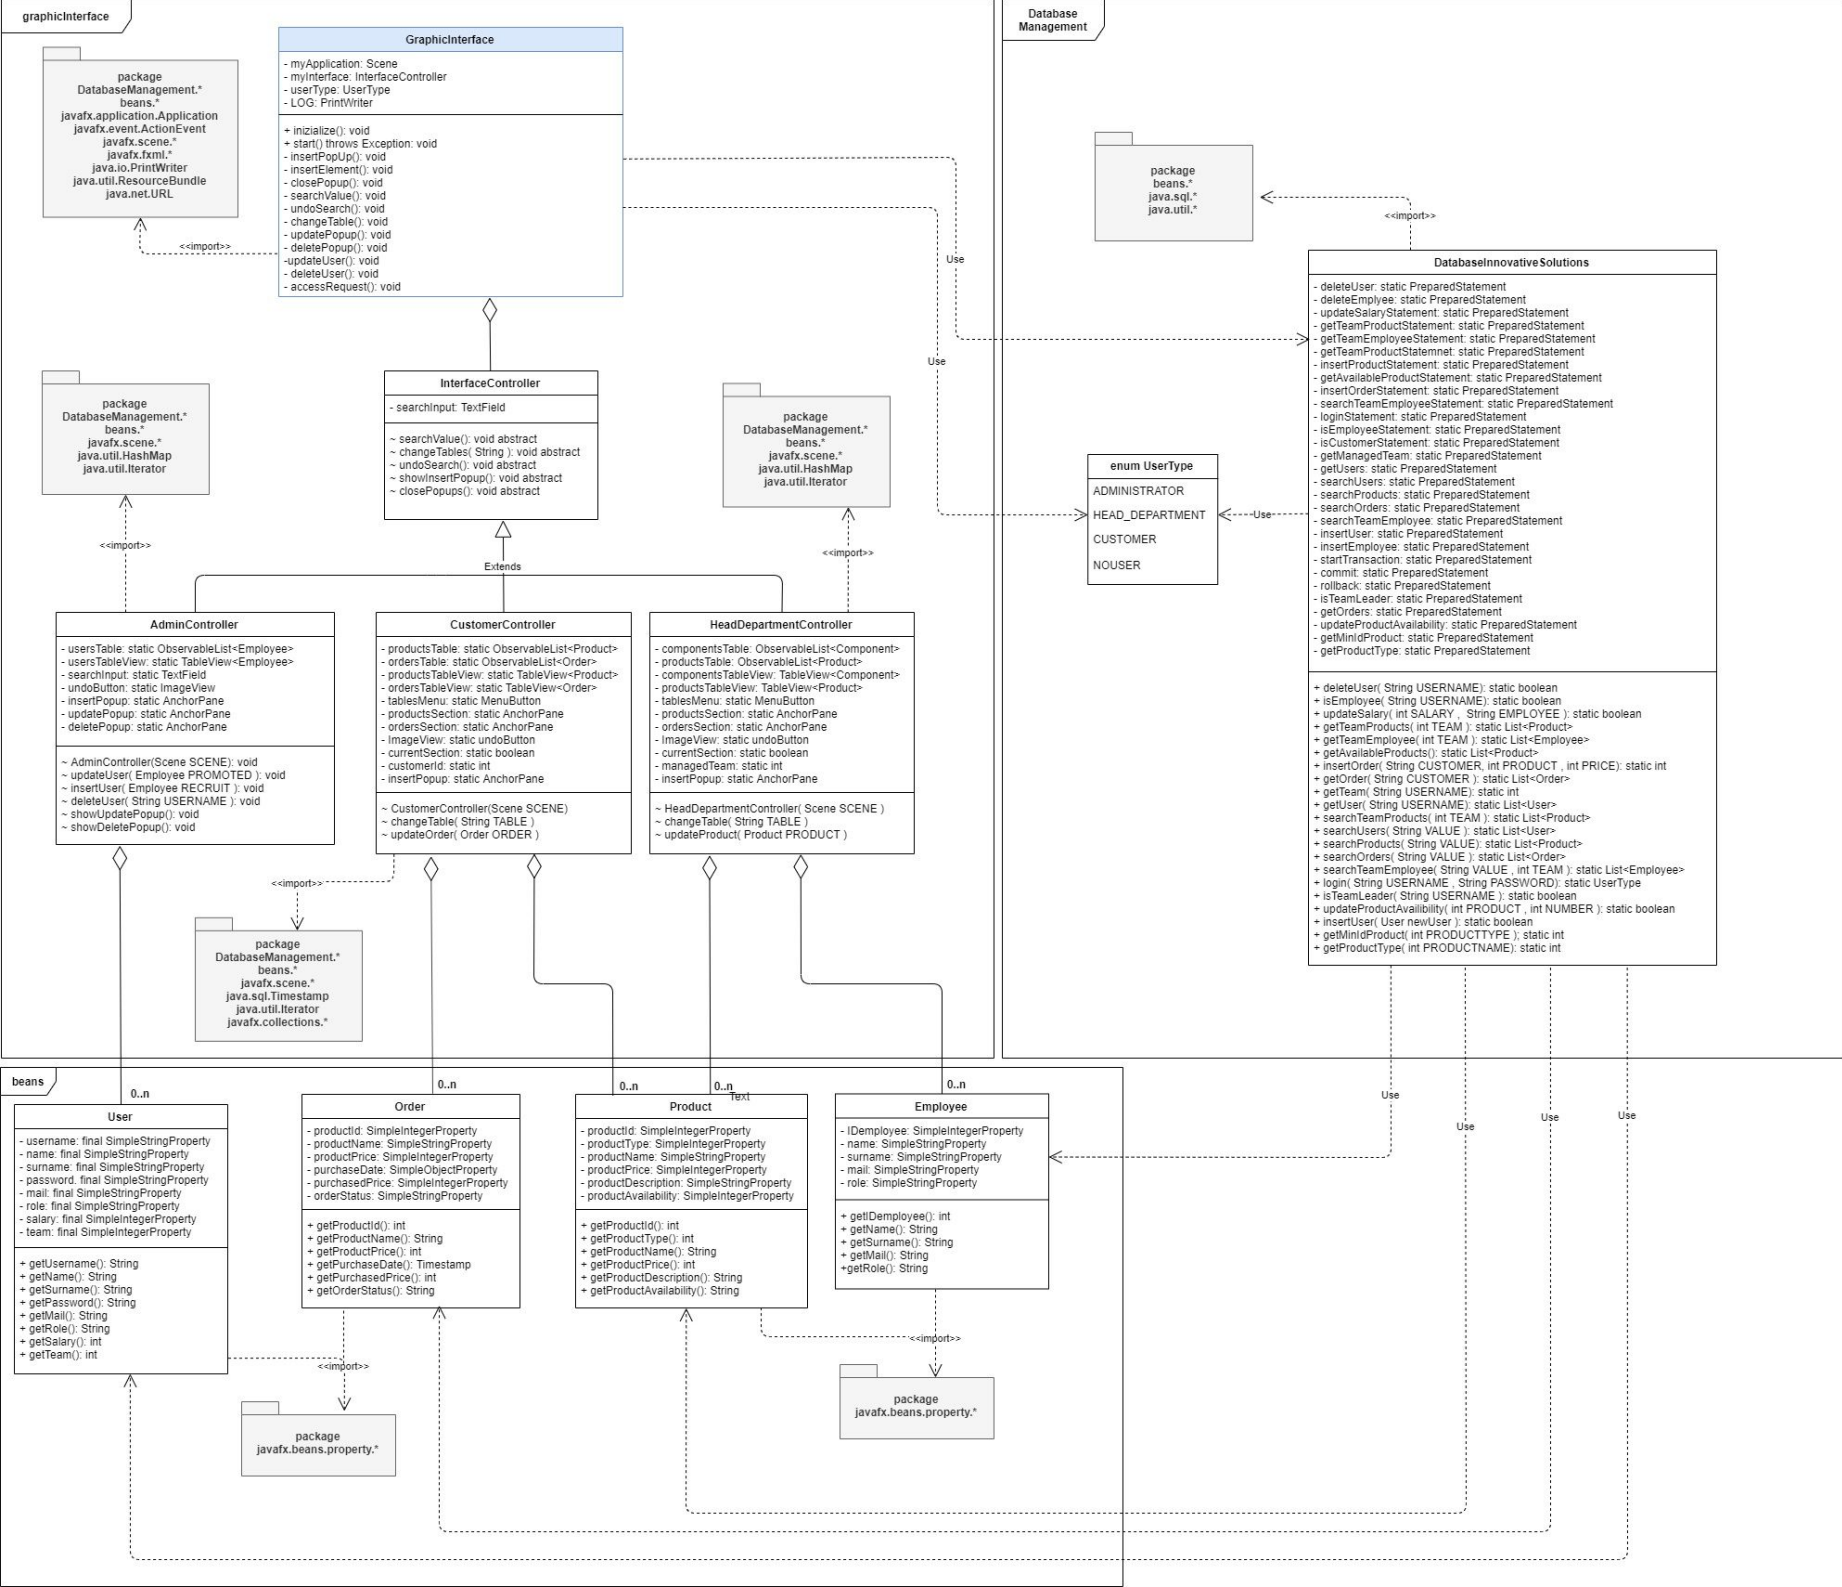 graphicInterface
package
DatabaseManagement.*
beans.*
javafx.application.Application
javafx.event.ActionEvent
javafx.scene.*
javafx.fxml.*
java.io.PrintWriter
java.util.ResourceBundle
java.net.URL
<<import>>
GraphicInterface
- myApplication: Scene
- myInterface: InterfaceController
- userType: UserType
- LOG: PrintWriter
+ inizialize(): void
+ start() throws Exception: void
- insertPopUp(): void
- insertElement(): void
- closePopup(): void
- searchValue(): void
- undoSearch(): void
- changeTable(): void
- updatePopup(): void
- deletePopup(): void
-updateUser(): void
- deleteUser(): void
- accessRequest(): void
Use
Use
InterfaceController
- searchInput: TextField
~ searchValue(): void abstract
~ changeTables( String ): void abstract
~ undoSearch(): void abstract
~ showInsertPopup(): void abstract
~ closePopups(): void abstract
Extends
package
DatabaseManagement.*
beans.*
javafx.scene.*
java.util.HashMap
java.util.Iterator
<<import>>
package
DatabaseManagement.*
beans.*
javafx.scene.*
java.util.HashMap
java.util.Iterator
<<import>>
AdminController
- usersTable: static ObservableList<Employee>
- usersTableView: static TableView<Employee>
- searchInput: static TextField
- undoButton: static ImageView
- insertPopup: static AnchorPane
- updatePopup: static AnchorPane
- deletePopup: static AnchorPane
~ AdminController(Scene SCENE): void
~ updateUser( Employee PROMOTED ): void
~ insertUser( Employee RECRUIT ): void
~ deleteUser( String USERNAME ): void
~ showUpdatePopup(): void
~ showDeletePopup(): void
CustomerController
- productsTable: static ObservableList<Product>
- ordersTable: static ObservableList<Order>
- productsTableView: static TableView<Product>
- ordersTableView: static TableView<Order>
- tablesMenu: static MenuButton
- productsSection: static AnchorPane
- ordersSection: static AnchorPane
- ImageView: static undoButton
- currentSection: static boolean
- customerId: static int
- insertPopup: static AnchorPane
~ CustomerController(Scene SCENE)
~ changeTable( String TABLE )
~ updateOrder( Order ORDER )
HeadDepartmentController
- componentsTable: ObservableList<Component>
- productsTable: ObservableList<Product>
- componentsTableView: TableView<Component>
- productsTableView: TableView<Product>
- tablesMenu: static MenuButton
- productsSection: static AnchorPane
- ordersSection: static AnchorPane
- ImageView: static undoButton
- currentSection: static boolean
- managedTeam: static int
- insertPopup: static AnchorPane
~ HeadDepartmentController( Scene SCENE )
~ changeTable( String TABLE )
~ updateProduct( Product PRODUCT )
<<import>>
package
DatabaseManagement.*
beans.*
javafx.scene.*
java.sql.Timestamp
java.util.Iterator
javafx.collections.*
Database
Management
package
beans.*
java.sql.*
java.util.*
<<import>>
enum UserType
ADMINISTRATOR
HEAD_DEPARTMENT
CUSTOMER
NOUSER
Use
DatabaseInnovativeSolutions
- deleteUser: static PreparedStatement
- deleteEmplyee: static PreparedStatement
- updateSalaryStatement: static PreparedStatement
- getTeamProductStatement: static PreparedStatement
- getTeamEmployeeStatement: static PreparedStatement
- getTeamProductStatemnet: static PreparedStatement
- insertProductStatement: static PreparedStatement
- getAvailableProductStatement: static PreparedStatement
- insertOrderStatement: static PreparedStatement
- searchTeamEmployeeStatement: static PreparedStatement
- loginStatement: static PreparedStatement
- isEmployeeStatement: static PreparedStatement
- isCustomerStatement: static PreparedStatement
- getManagedTeam: static PreparedStatement
- getUsers: static PreparedStatement
- searchUsers: static PreparedStatement
- searchProducts: static PreparedStatement
- searchOrders: static PreparedStatement
- searchTeamEmployee: static PreparedStatement
- insertUser: static PreparedStatement
- insertEmployee: static PreparedStatement
- startTransaction: static PreparedStatement
- commit: static PreparedStatement
- rollback: static PreparedStatement
- isTeamLeader: static PreparedStatement
- getOrders: static PreparedStatement
- updateProductAvailability: static PreparedStatement
- getMinIdProduct: static PreparedStatement
- getProductType: static PreparedStatement
+ deleteUser( String USERNAME): static boolean
+ isEmployee( String USERNAME): static boolean
+ updateSalary( int SALARY , String EMPLOYEE ): static boolean
+ getTeamProducts( int TEAM ): static List<Product>
+ getTeamEmployee( int TEAM ): static List<Employee>
+ getAvailableProducts(): static List<Product>
+ insertOrder( String CUSTOMER, int PRODUCT , int PRICE): static int
+ getOrder( String CUSTOMER ): static List<Order>
+ getTeam( String USERNAME): static int
+ getUser( String USERNAME): static List<User>
+ searchTeamProducts( int TEAM ): static List<Product>
+ searchUsers( String VALUE ): static List<User>
+ searchProducts( String VALUE): static List<Product>
+ searchOrders( String VALUE ): static List<Order>
+ searchTeamEmployee( String VALUE , int TEAM ): static List<Employee>
+ login( String USERNAME , String PASSWORD): static UserType
+ isTeamLeader( String USERNAME ): static boolean
+ updateProductAvailibility( int PRODUCT , int NUMBER ): static boolean
+ insertUser( User newUser ): static boolean
+ getMinIdProduct( int PRODUCTTYPE ); static int
+ getProductType( int PRODUCTNAME): static int
Use
Use
Use
Use
beans
0..n
0..n
0..n
0..n
Text
0..n
User
- username: final SimpleStringProperty
- name: final SimpleStringProperty
- surname: final SimpleStringProperty
- password. final SimpleStringProperty
- mail: final SimpleStringProperty
- role: final SimpleStringProperty
- salary: final SimpleIntegerProperty
- team: final SimpleIntegerProperty
+ getUsername(): String
+ getName(): String
+ getSurname(): String
+ getPassword(): String
+ getMail(): String
+ getRole(): String
+ getSalary(): int
+ getTeam(): int
Order
- productId: SimpleIntegerProperty
- productName: SimpleStringProperty
- productPrice: SimpleIntegerProperty
- purchaseDate: SimpleObjectProperty
- purchasedPrice: SimpleIntegerProperty
- orderStatus: SimpleStringProperty
+ getProductId(): int
+ getProductName(): String
+ getProductPrice(): int
+ getPurchaseDate(): Timestamp
+ getPurchasedPrice(): int
+ getOrderStatus(): String
Product
- productId: SimpleIntegerProperty
- productType: SimpleIntegerProperty
- productName: SimpleStringProperty
- productPrice: SimpleIntegerProperty
- productDescription: SimpleStringProperty
- productAvailability: SimpleIntegerProperty
+ getProductId(): int
+ getProductType(): int
+ getProductName(): String
+ getProductPrice(): int
+ getProductDescription(): String
+ getProductAvailability(): String
Employee
- IDemployee: SimpleIntegerProperty
- name: SimpleStringProperty
- surname: SimpleStringProperty
- mail: SimpleStringProperty
- role: SimpleStringProperty
+ getIDemployee(): int
+ getName(): String
+ getSurname(): String
+ getMail(): String
+getRole(): String
<<import>>
package
javafx.beans.property.*
<<import>>
package
javafx.beans.property.*